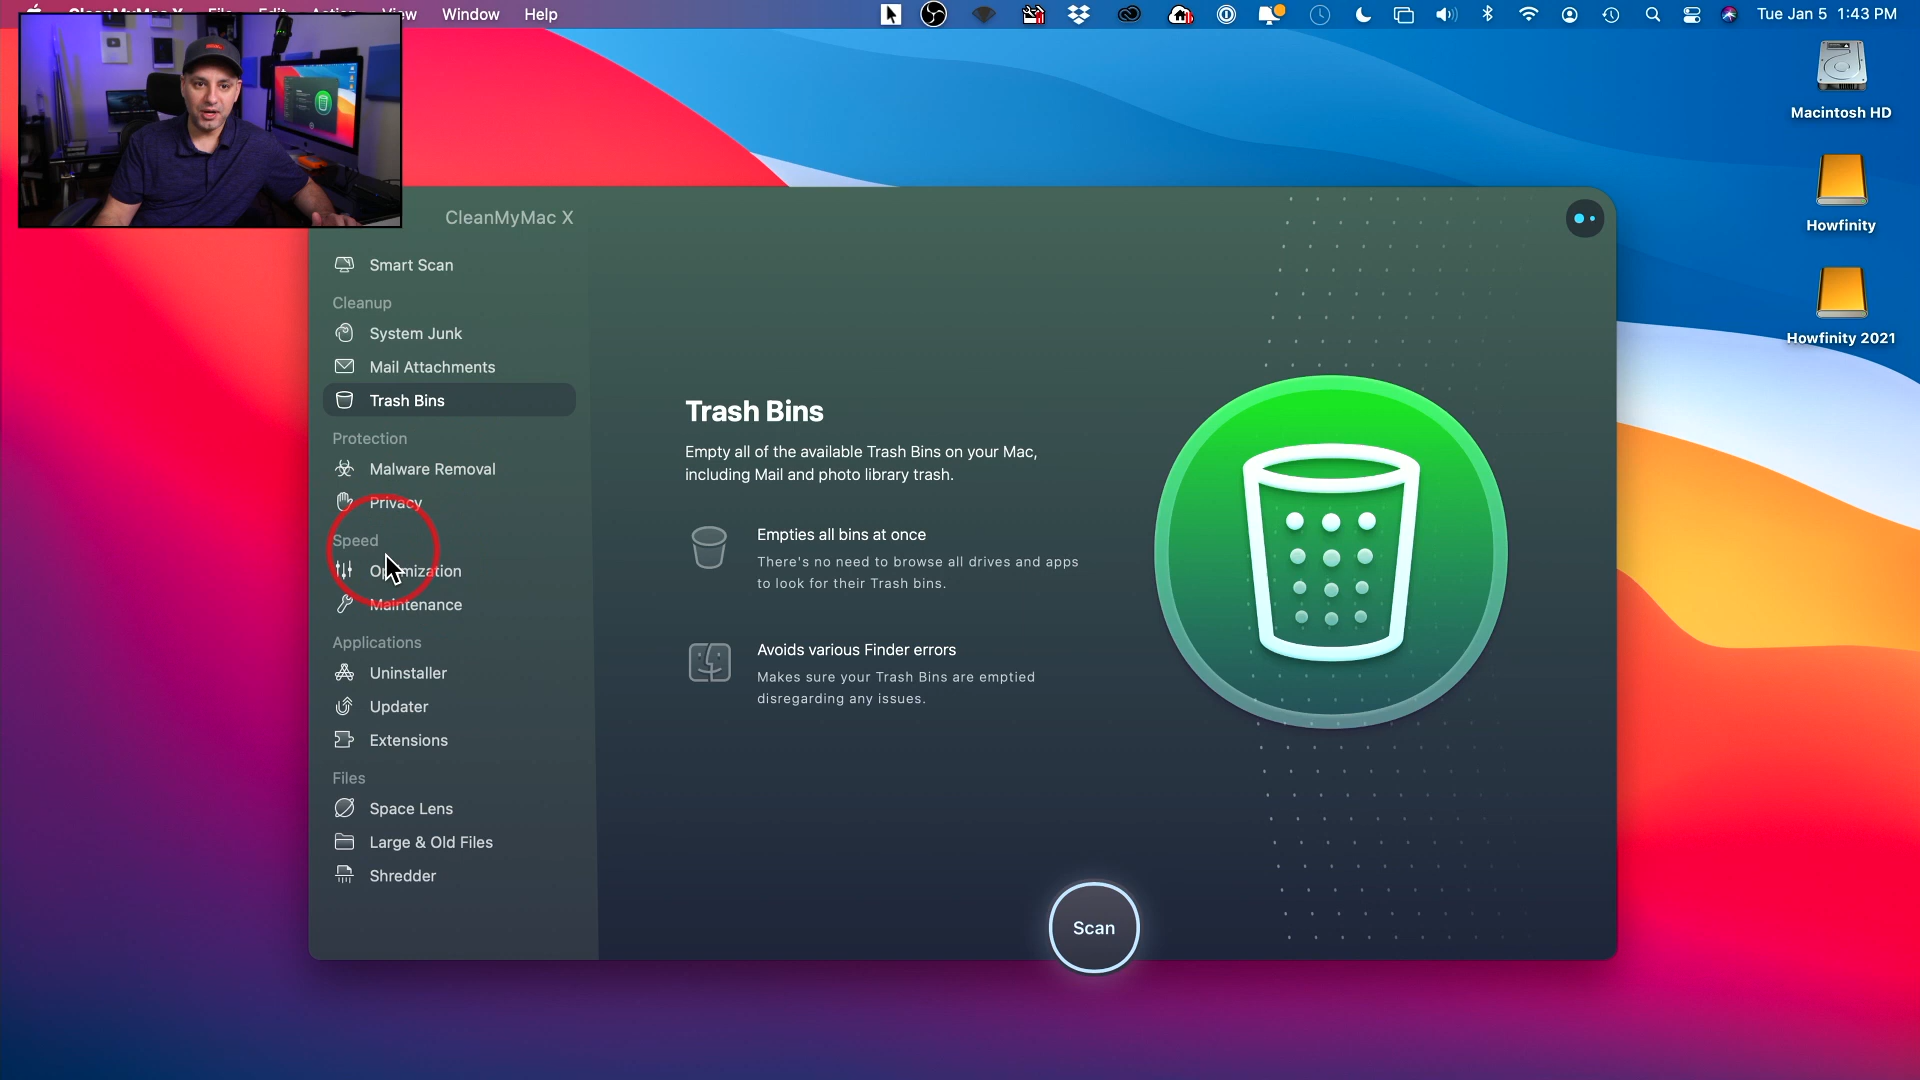 View Window Help
Tue Jan 5 1:43 PM
Macintosh HD
Howfinity
Howfinity 2021
CleanMyMac X
Smart Scan
Cleanup
System Junk
Mail Attachments
Trash Bins
Protection
Malware Removal
Privacy
Speed
Optimization
Maintenance
Applications
Uninstaller
Updater
Extensions
Files
Space Lens
Large & Old Files
Shredder
Trash Bins
Empty all of the available Trash Bins on your Mac,
including Mail and photo library trash.
Empties all bins at once
There's no need to browse all drives and apps
to look for their Trash bins.
Avoids various Finder errors
Makes sure your Trash Bins are emptied
disregarding any issues.
Scan